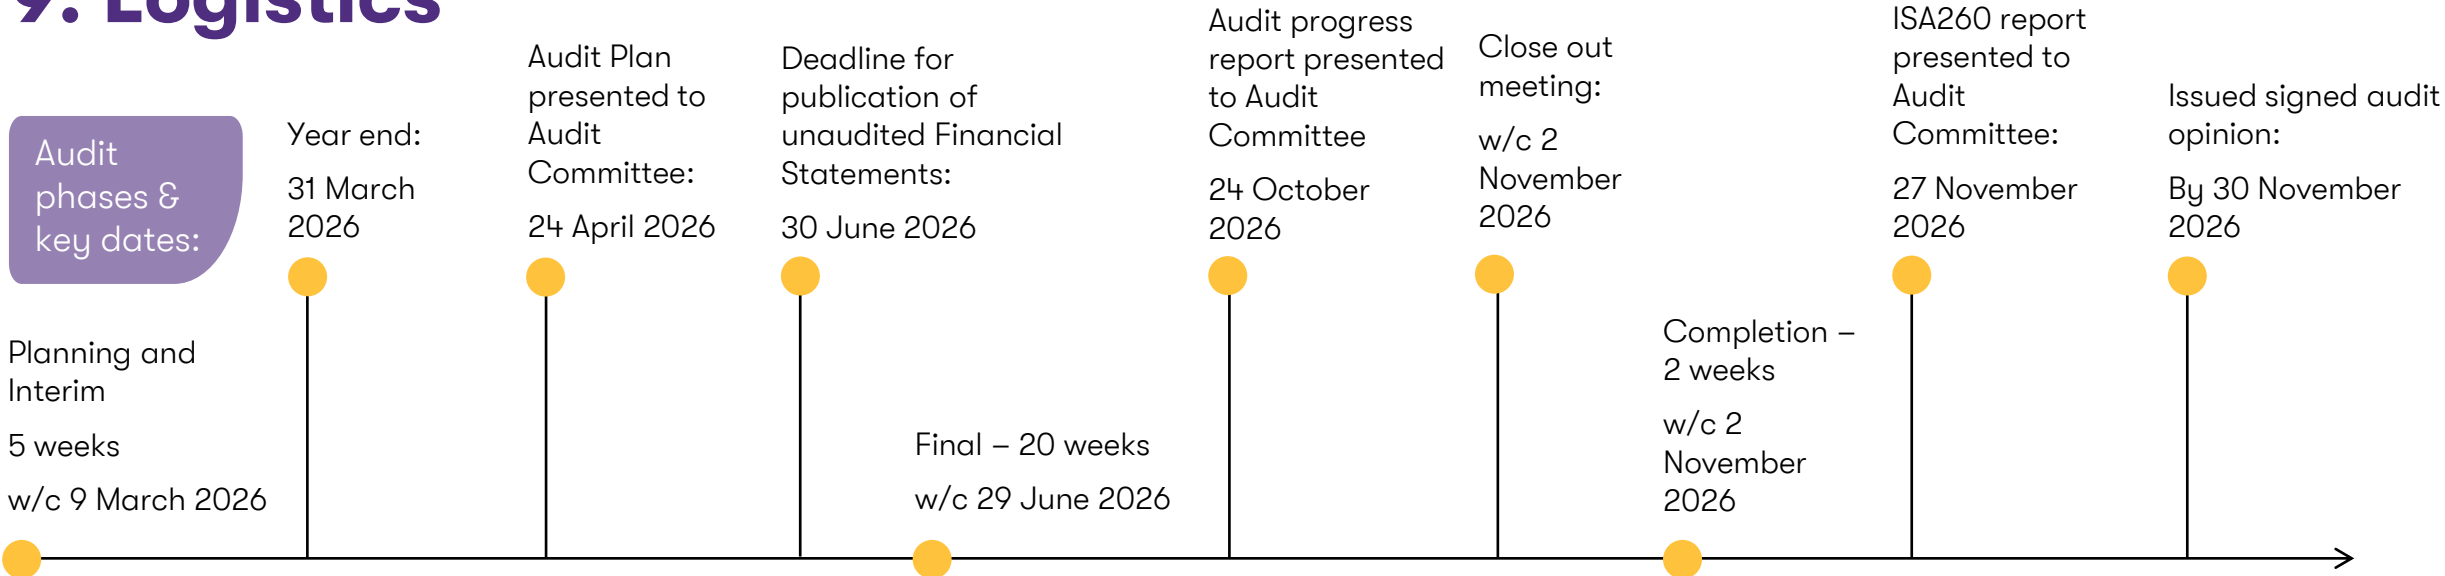 9. Logistics
Audit
phases &
key dates:
Year end:
31 March
2026
Audit Plan
presented to
Audit
Committee:
24 April 2026
Deadline for
publication of
unaudited Financial
Statements:
30 June 2026
Audit progress
report presented
to Audit
Committee
24 October
2026
Close out
meeting:
w/c 2
November
2026
ISA260 report
presented to
Audit
Committee:
27 November
2026
Issued signed audit
opinion:
By 30 November
2026
Planning and
Interim
5 weeks
w/c 9 March 2026
Final – 20 weeks
w/c 29 June 2026
Completion –
2 weeks
w/c 2
November
2026